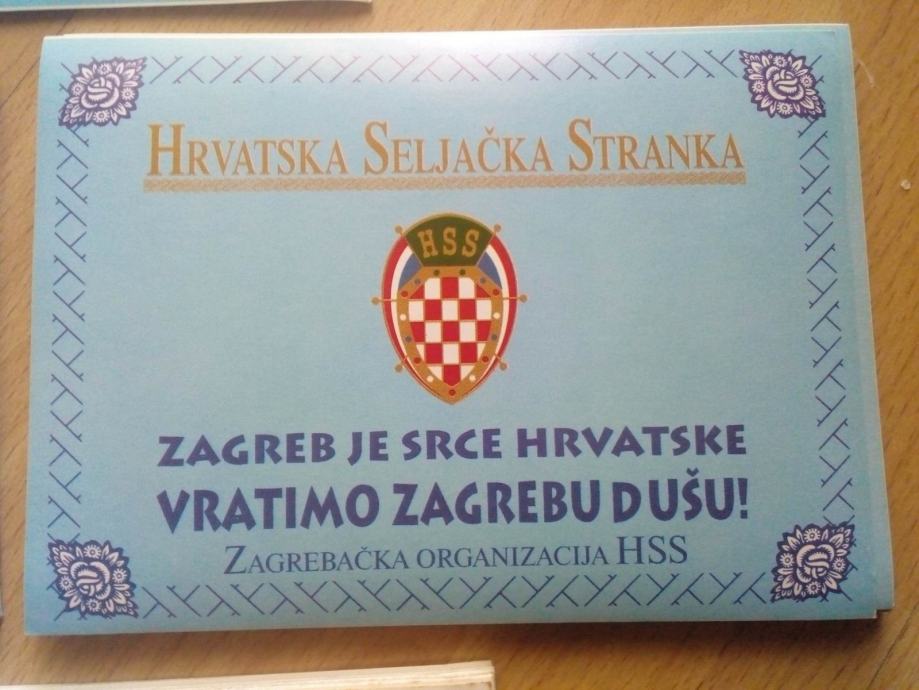 HRVATSKA SELJAČKA STRANKA
HSS
ZAGREB JE SRCE HRVATSKE
VRATIMO ZAGREBU DUŠU!
ZAGREBAČKA ORGANIZACIJA HSS